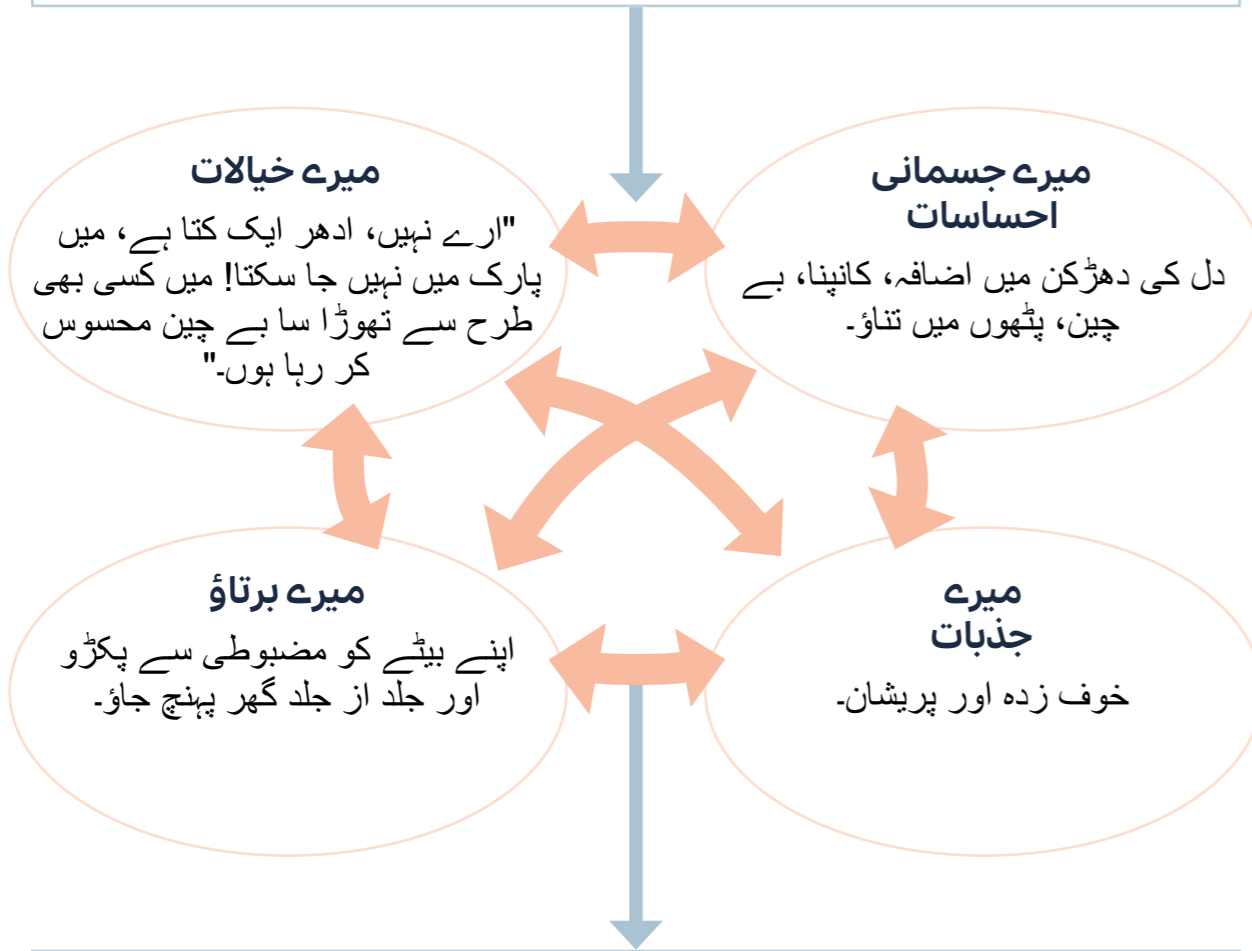 میرے جسمانی
احساسات
دل کی دھڑکن میں اضافہ، کانپنا، بے
چین، پٹھوں میں تناؤ۔
میرے خیالات
"ارے نہیں، ادھر ایک کتا ہے، میں
پارک میں نہیں جا سکتا! میں کسی بھی
طرح سے تھوڑا سا بے چین محسوس
کر رہا ہوں۔"
میرے
جذبات
خوف زدہ اور پریشان۔
میرے برتاؤ
اپنے بیٹے کو مضبوطی سے پکڑو
اور جلد از جلد گھر پہنچ جاؤ۔